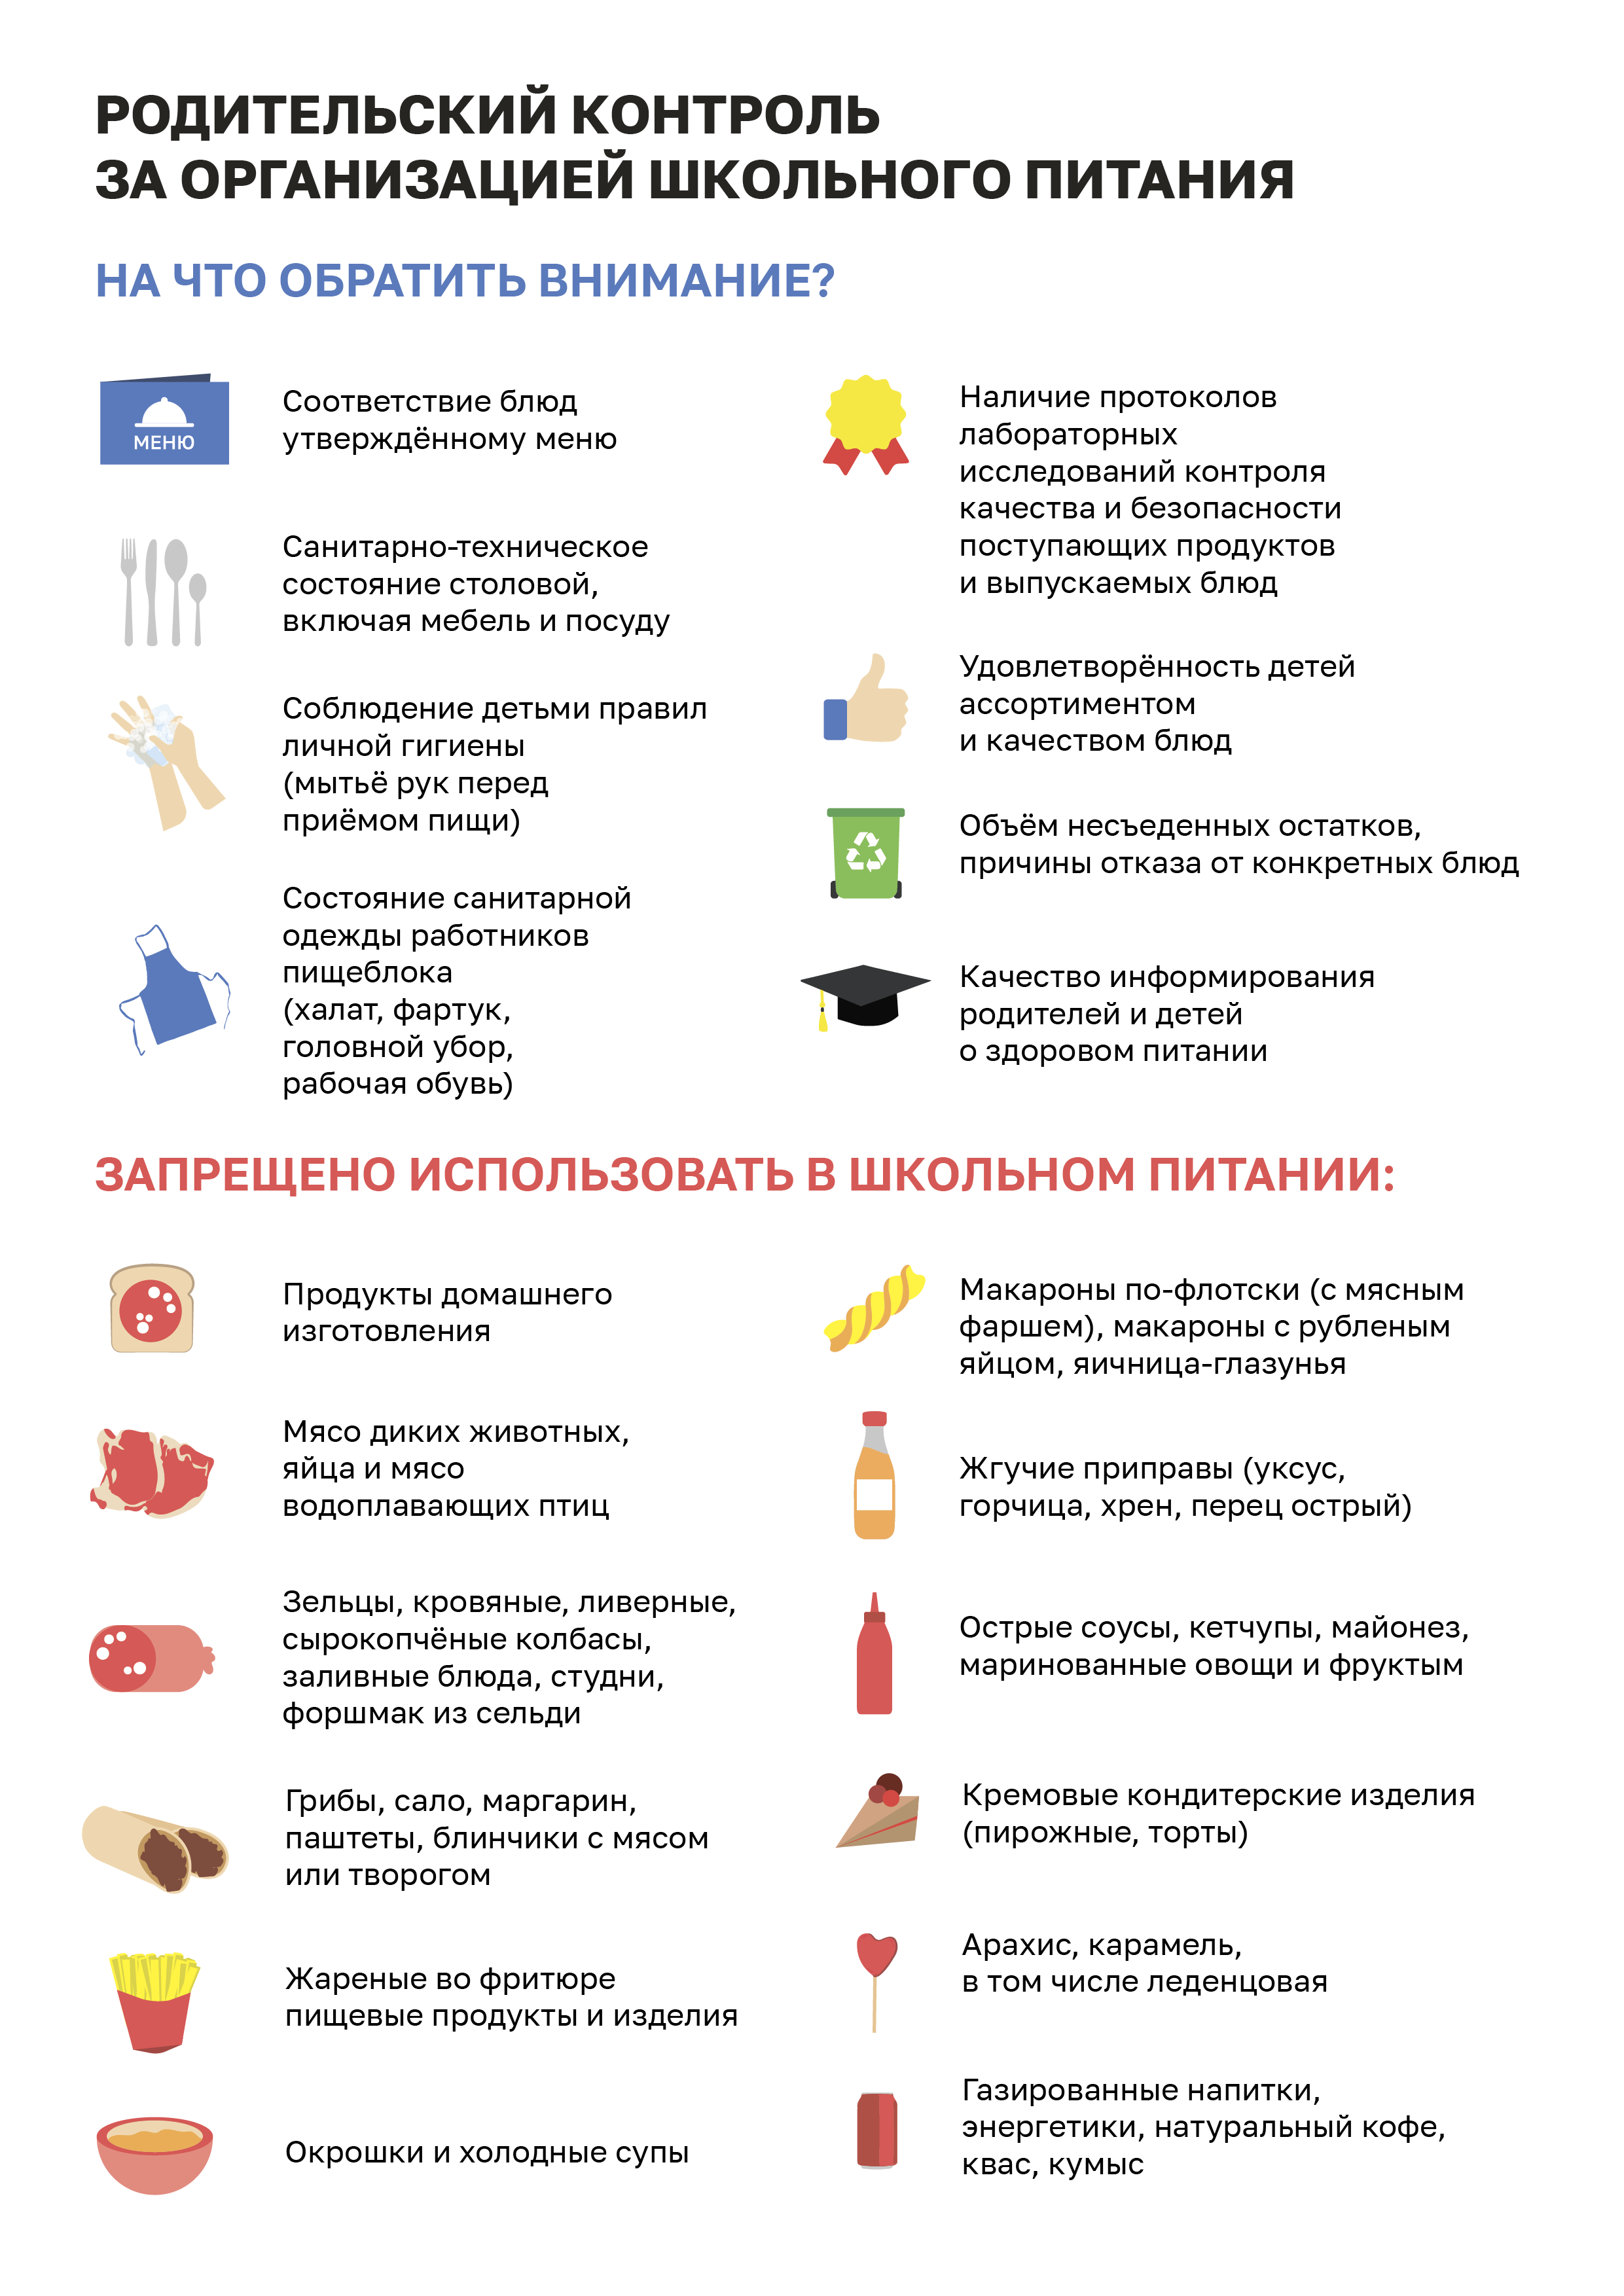 РОДИТЕЛЬСКИЙ КОНТРОЛЬ
ЗА ОРГАНИЗАЦИЕЙ ШКОЛЬНОГО ПИТАНИЯ
НА ЧТО ОБРАТИТЬ ВНИМАНИЕ?
МЕНЮ
Соответствие блюд
утверждённому меню
Санитарно-техническое
состояние столовой,
включая мебель и посуду
Соблюдение детьми правил
личной гигиены
(мытьё рук перед
приёмом пищи)
Состояние санитарной
одежды работников
пищеблока
(халат, фартук,
головной убор,
рабочая обувь)
Наличие протоколов
лабораторных
исследований контроля
качества и безопасности
поступающих продуктов
и выпускаемых блюд
Удовлетворённость детей
ассортиментом
и качеством блюд
Объём несъеденных остатков,
причины отказа от конкретных блюд
Качество информирования
родителей и детей
о здоровом питании
ЗАПРЕЩЕНО ИСПОЛЬЗОВАТЬ В ШКОЛЬНОМ ПИТАНИИ:
Продукты домашнего
изготовления
Мясо диких животных,
яйца и мясо
водоплавающих птиц
Зельцы, кровяные, ливерные,
сырокопчёные колбасы,
заливные блюда, студни,
форшмак из сельди
Грибы, сало, маргарин,
паштеты, блинчики с мясом
или творогом
Жареные во фритюре
пищевые продукты и изделия
Окрошки и холодные супы
Макароны по-флотски (с мясным
фаршем), макароны с рубленым
яйцом, яичница-глазунья
Жгучие приправы (уксус,
горчица, хрен, перец острый)
Острые соусы, кетчупы, майонез,
маринованные овощи и фруктым
Кремовые кондитерские изделия
(пирожные, торты)
Арахис, карамель,
в том числе леденцовая
Газированные напитки,
энергетики, натуральный кофе,
квас, кумыс